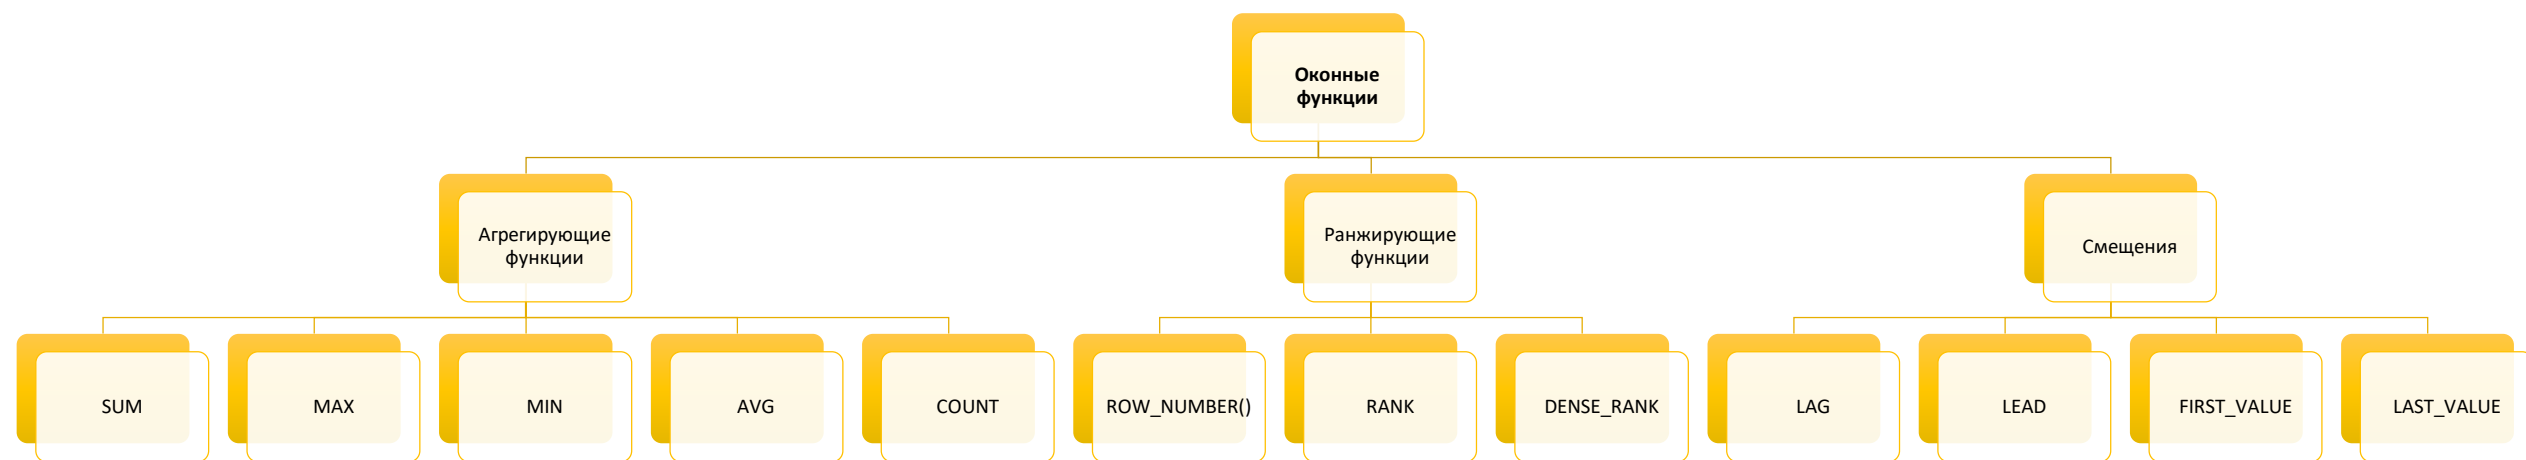 Оконные
функции
Агрегирующие
функции
Ранжирующие
функции
Смещения
SUM
MAX
MIN
AVG
COUNT
ROW_NUMBER()
RANK
DENSE_RANK
LAG
LEAD
FIRST_VALUE
LAST_VALUE